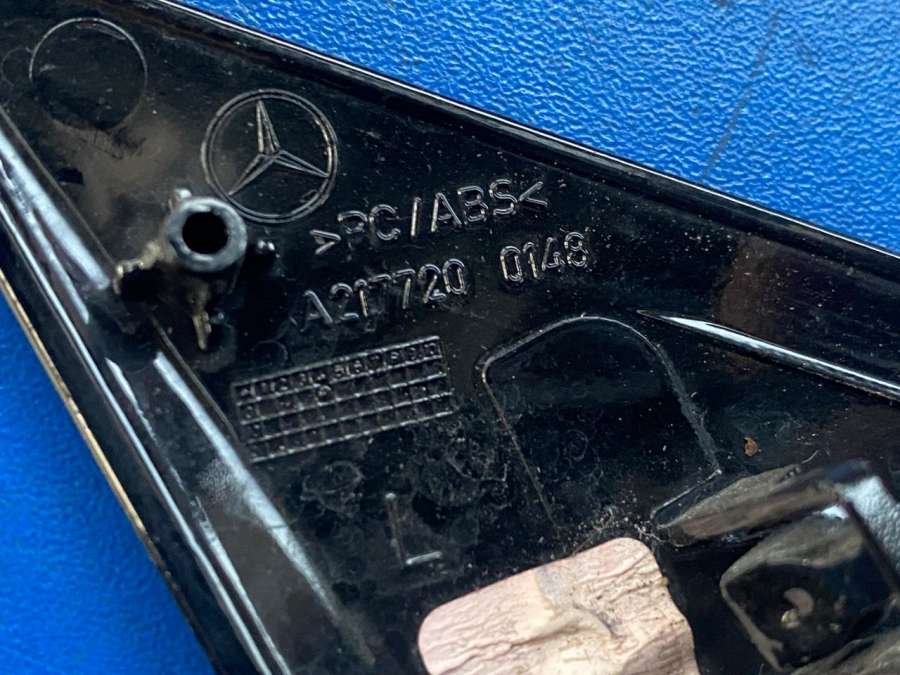 >PC/ABS<
A217720 0148
L